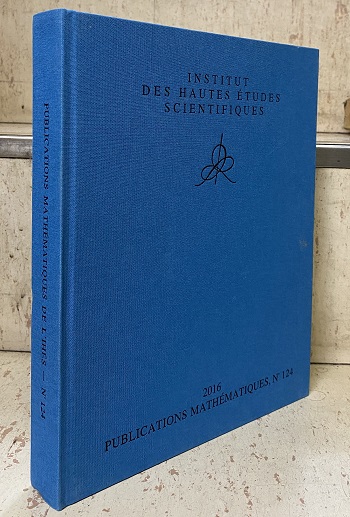 INSTITUT
DES HAUTES ÉTUDES
SCIENTIFIQUES
2016
PUBLICATIONS MATHÉMATIQUES, N° 124
PUBLICATIONS MATHÉMATIQUES DE L'IHÉS — N° 124